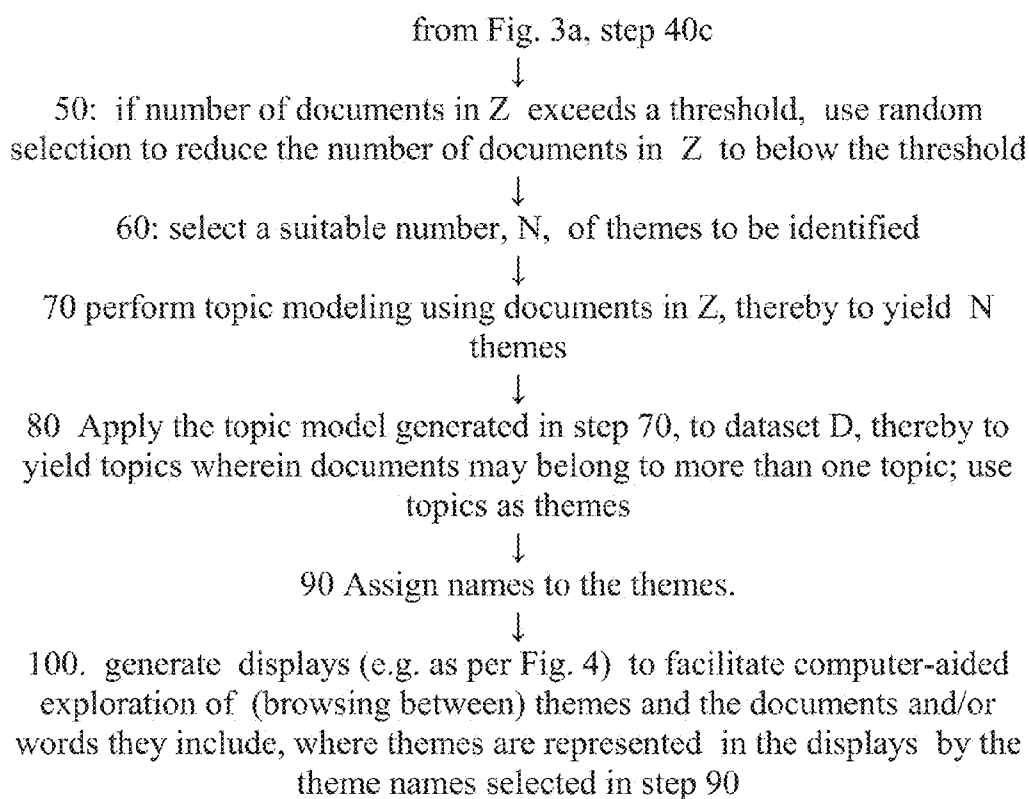 from Fig. 3a, step 40c
↓
50: if number of documents in Z exceeds a threshold, use random
selection to reduce the number of documents in Z to below the threshold
↓
60: select a suitable number, N, of themes to be identified
↓
70 perform topic modeling using documents in Z, thereby to yield N
themes
↓
80 Apply the topic model generated in step 70, to dataset D, thereby to
yield topics wherein documents may belong to more than one topic; use
topics as themes
↓
90 Assign names to the themes.
↓
100. generate displays (e.g. as per Fig. 4) to facilitate computer-aided
exploration of (browsing between) themes and the documents and/or
words they include, where themes are represented in the displays by the
theme names selected in step 90